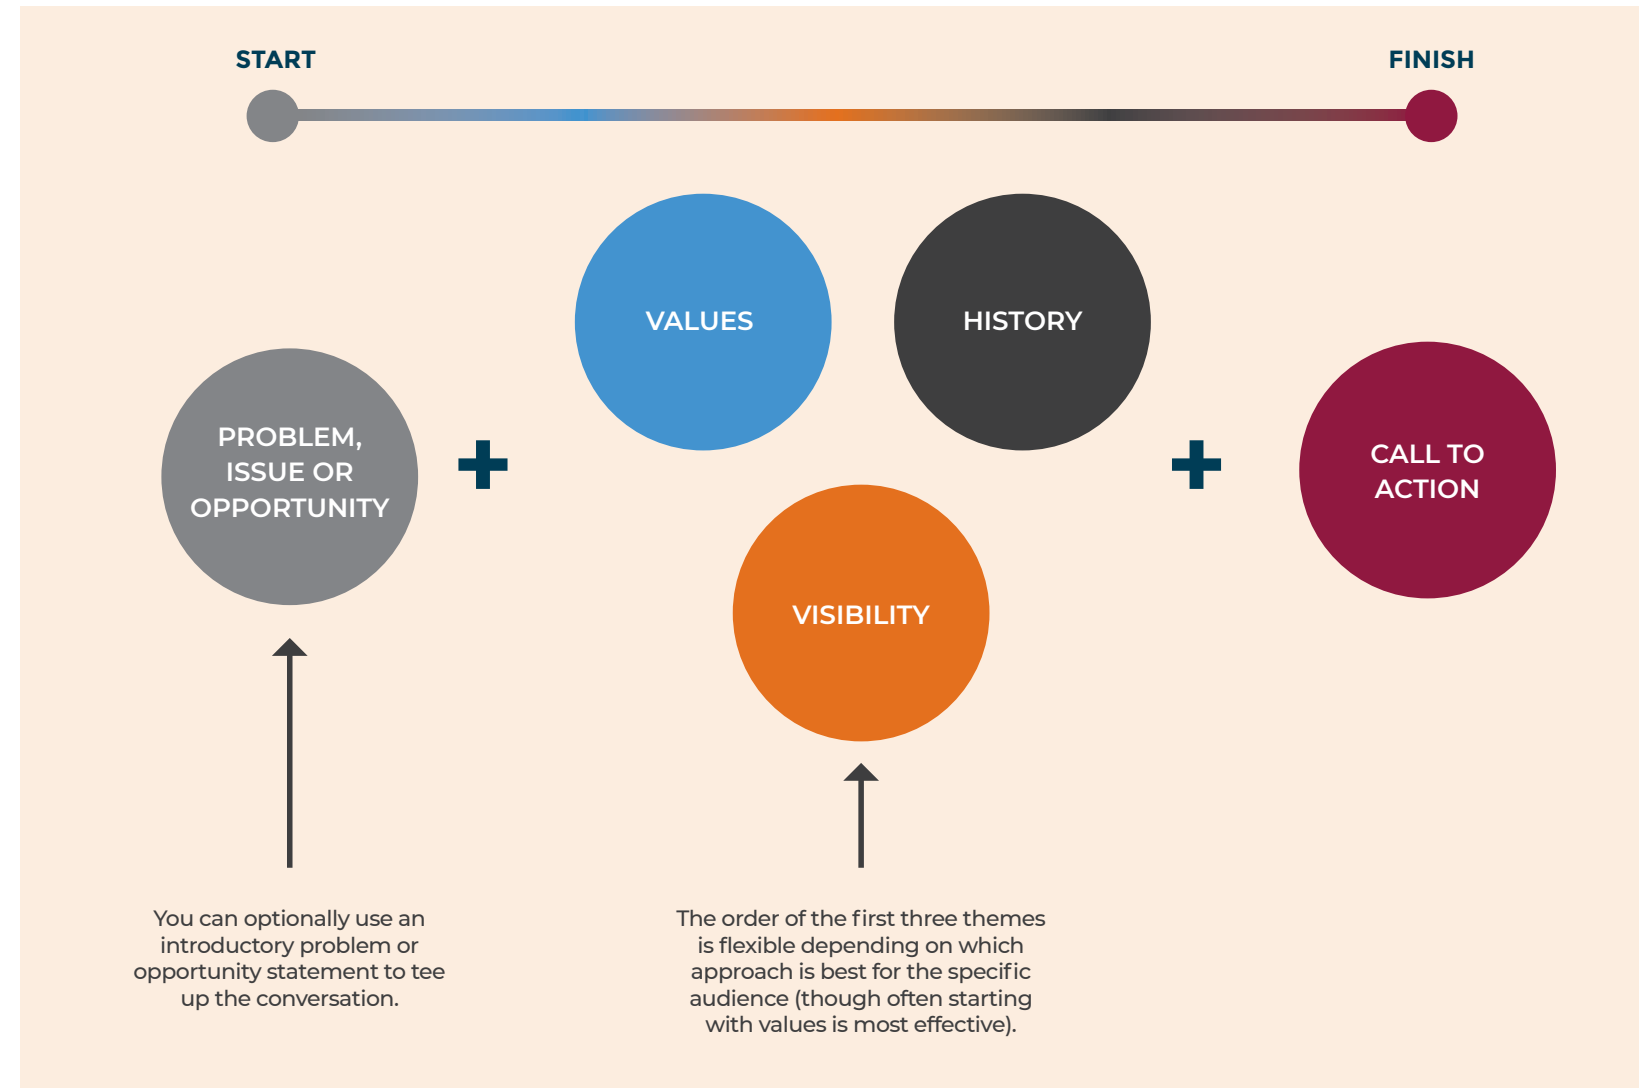 START
FINISH
VALUES
HISTORY
PROBLEM,
ISSUE OR
OPPORTUNITY
CALL TO
ACTION
VISIBILITY
You can optionally use an
introductory problem or
opportunity statement to tee
up the conversation.
The order of the first three themes
is flexible depending on which
approach is best for the specific
audience (though often starting
with values is most effective).